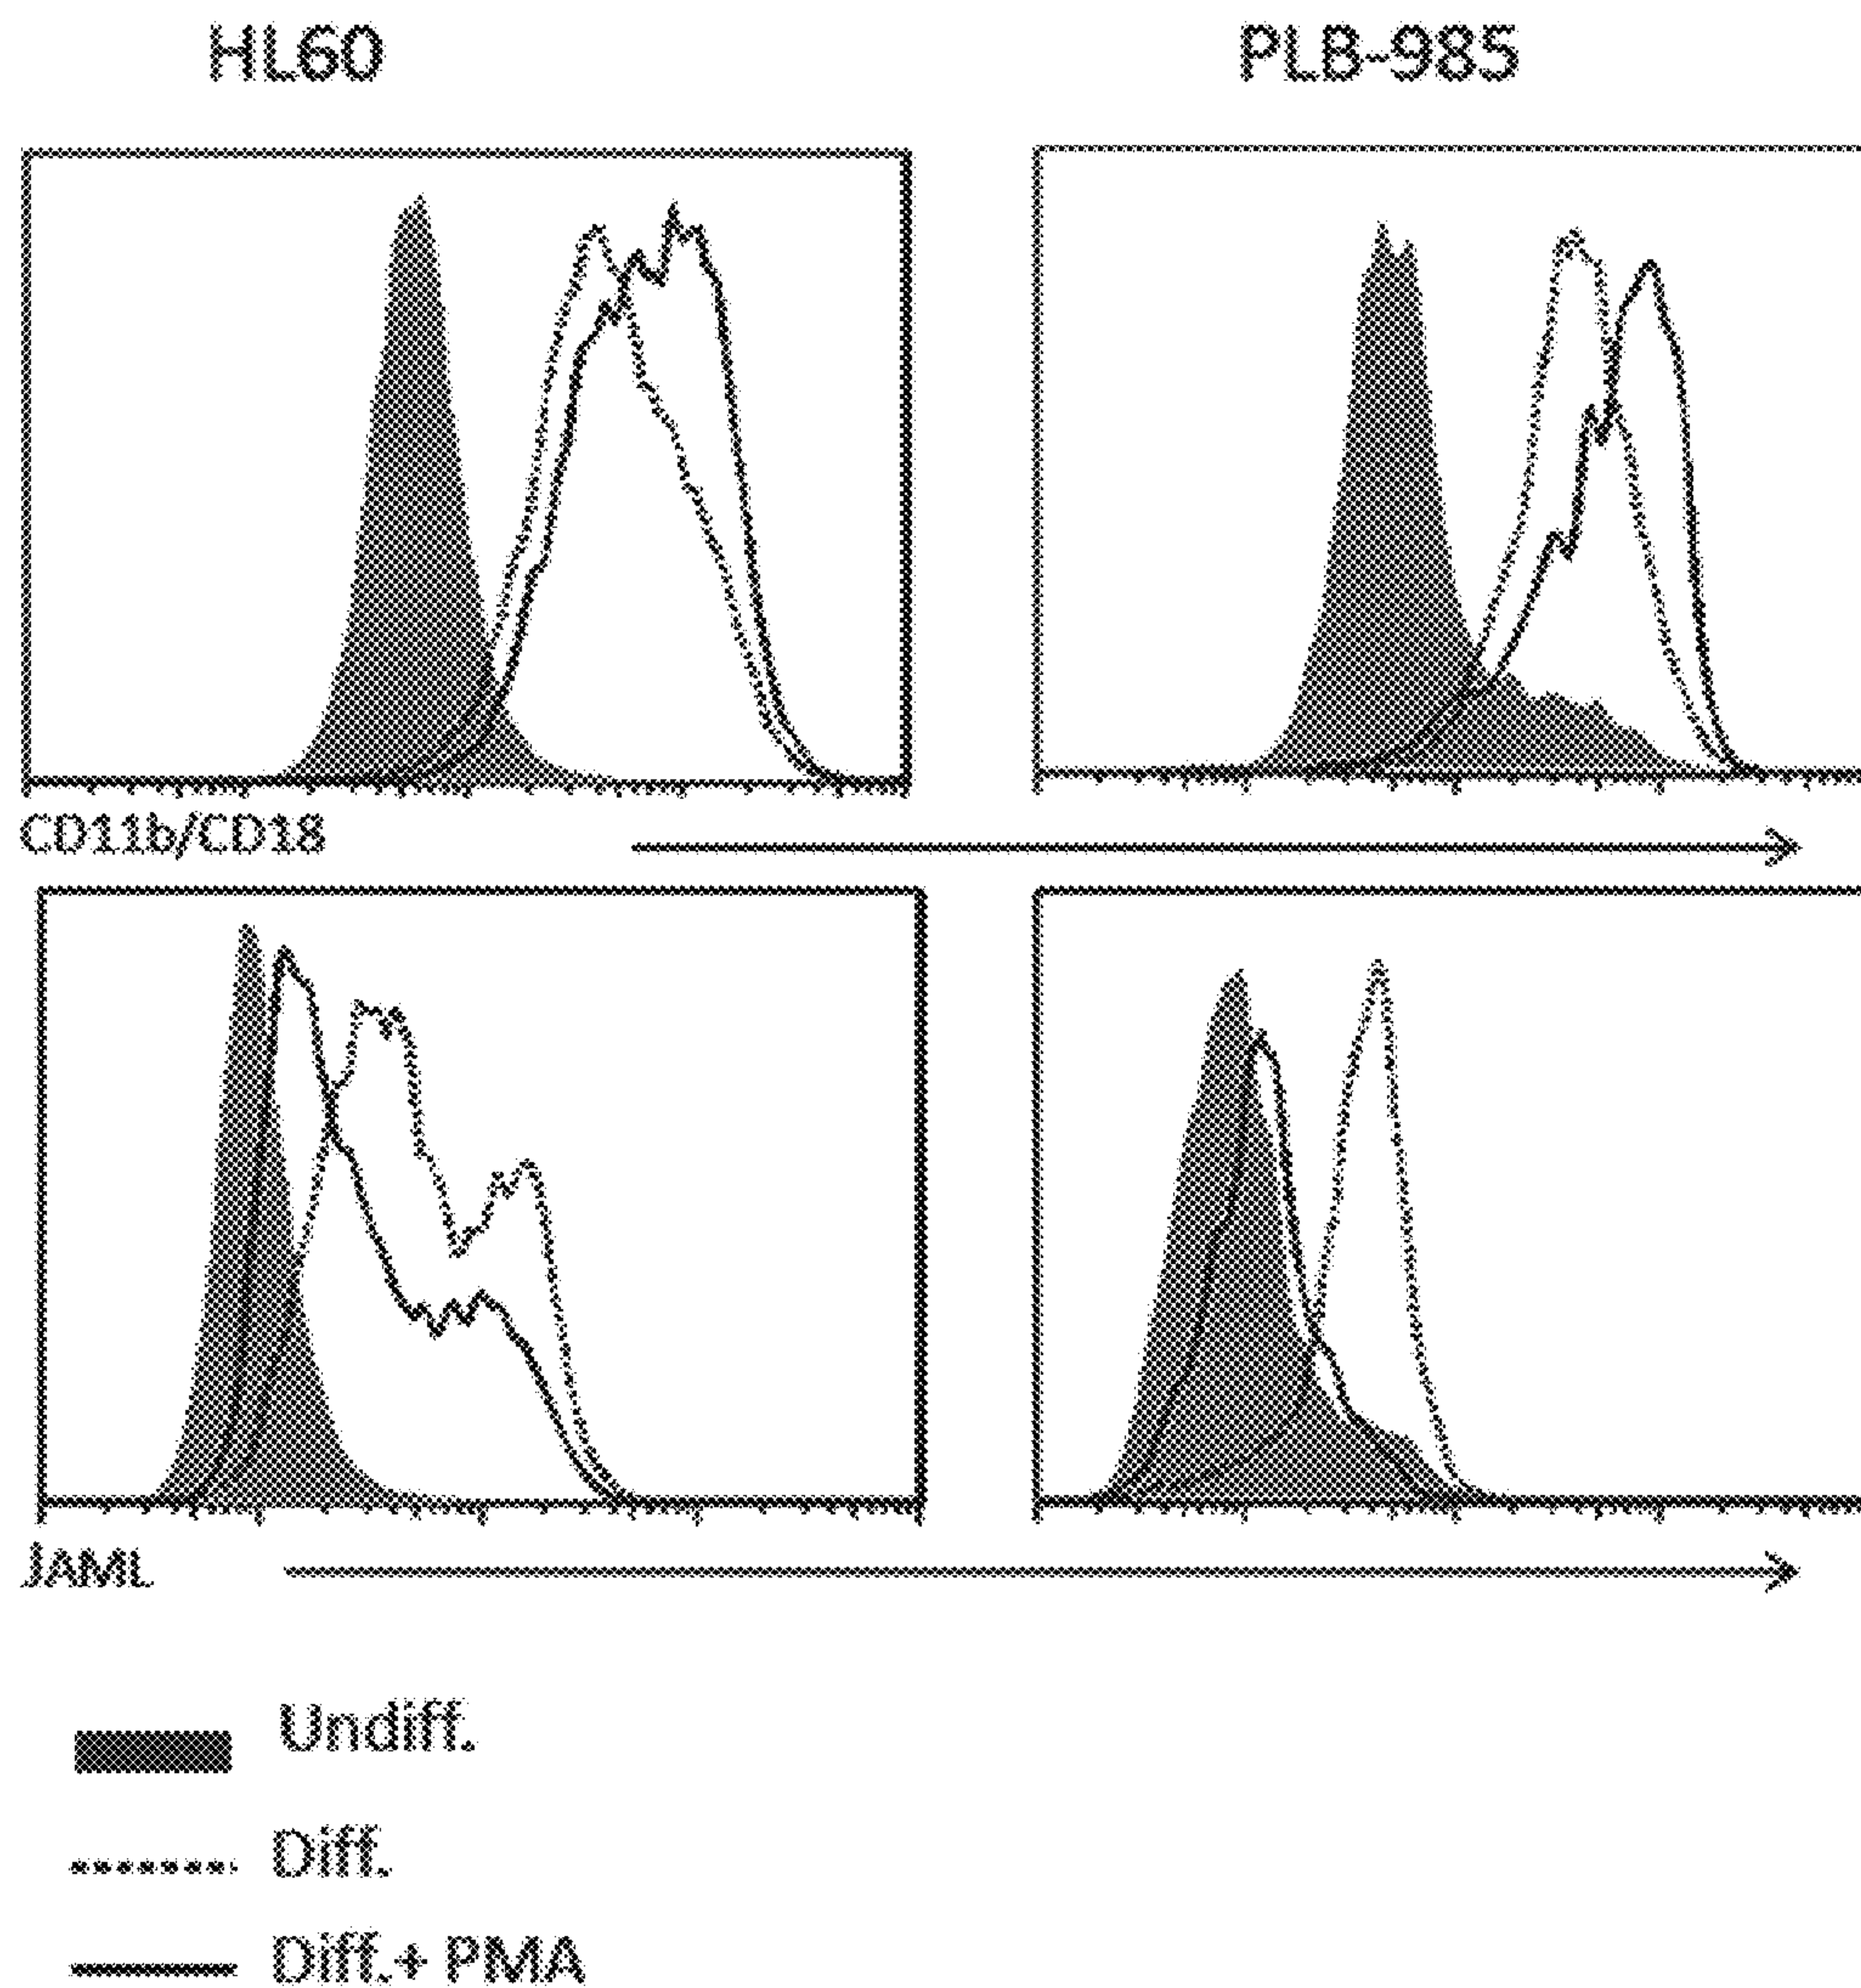 HL60 PLB-985
CD11b/CD18
JAML
Undiff.
Diff.
Diff.+ PMA